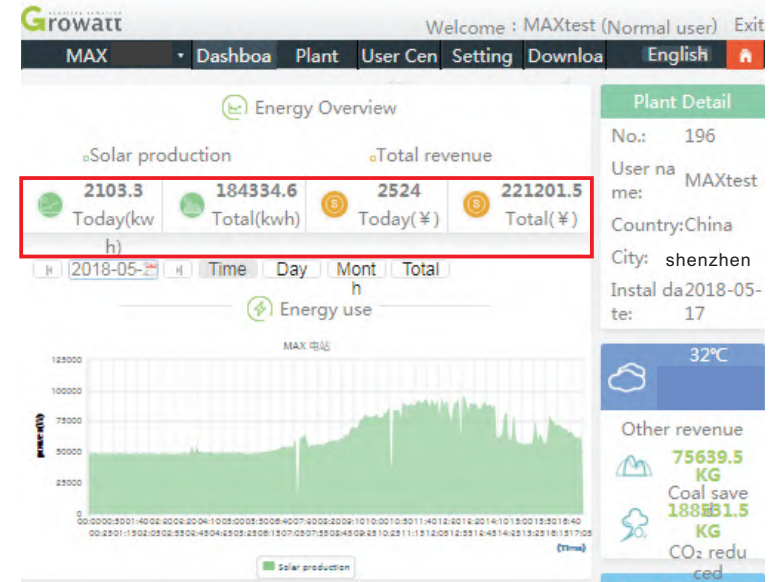 Growatt
Welcome : MAXtest (Normal user) Exit
MAX Dashboa Plant User Cen Setting Downloa English
Energy Overview
Solar production Total revenue
2103.3 184334.6 2524 221201.5
Today(kw Total(kwh) Today(¥) Total(¥)
h)
2018-05- Time Day Mont Total
h
Energy use
MAX 电站
125000
100000
75000
50000
25000
0
(Time)
Solar production
Plant Detail
No.: 196
User na MAXtest
me:
Country:China
City: shenzhen
Instal da2018-05-
te: 17
32℃
Other revenue
75639.5
KG
Coal save
188531.5
KG
CO₂ redu
ced